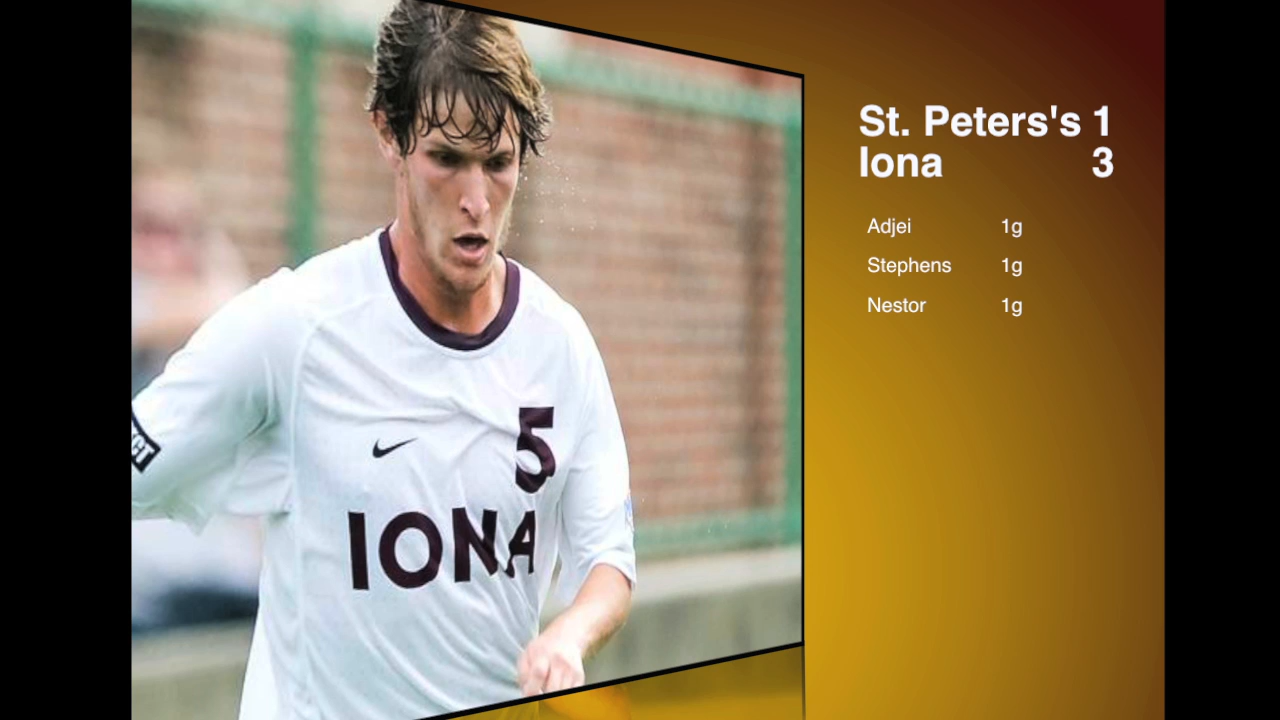 St. Peters's 1
Iona 3
Adjei 1g
Stephens 1g
Nestor 1g
5
IONA